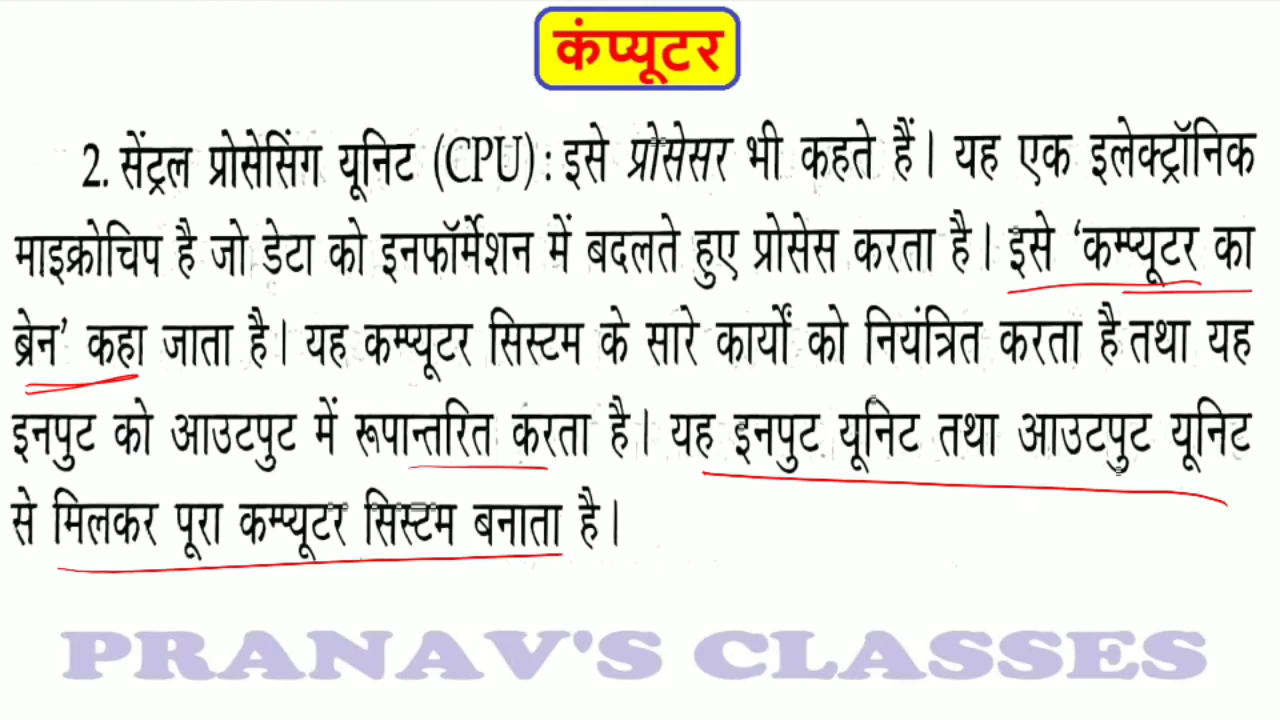 कंप्यूटर
2. सेंट्रल प्रोसेसिंग यूनिट (CPU) : इसे प्रोसेसर भी कहते हैं। यह एक इलेक्ट्रॉनिक
माइक्रोचिप है जो डेटा को इनफॉर्मेशन में बदलते हुए प्रोसेस करता है। इसे ‘कम्प्यूटर का
ब्रेन’ कहा जाता है। यह कम्प्यूटर सिस्टम के सारे कार्यों को नियंत्रित करता है तथा यह
इनपुट को आउटपुट में रूपान्तरित करता है। यह इनपुट यूनिट तथा आउटपुट यूनिट
से मिलकर पूरा कम्प्यूटर सिस्टम बनाता है।
PRANAV'S CLASSES